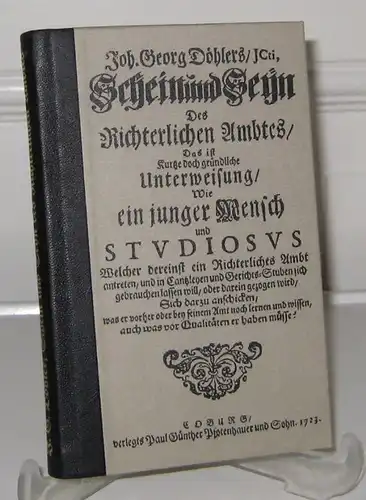 Joh. Georg Döhlers/ JCti,
Schein und Seyn
Des
Richterlichen Ambtes/
Das ist
Kurtze doch gründliche
Unterweisung/
Wie
ein junger Mensch
und
STVDIOSVS
Welcher dereinst ein Richterliches Ambt
antreten, und in Cantzleyen und Gerichts-Stuben sich
gebrauchen lassen will, oder darein gezogen wird/
Sich darzu anschicken,
was er vorher oder bey seinem Amt noch lernen und wissen,
auch was vor Qualitäten er haben müsse?
COBURG/
verlegts Paul Günther Pfotenhauer und Sohn. 1723.